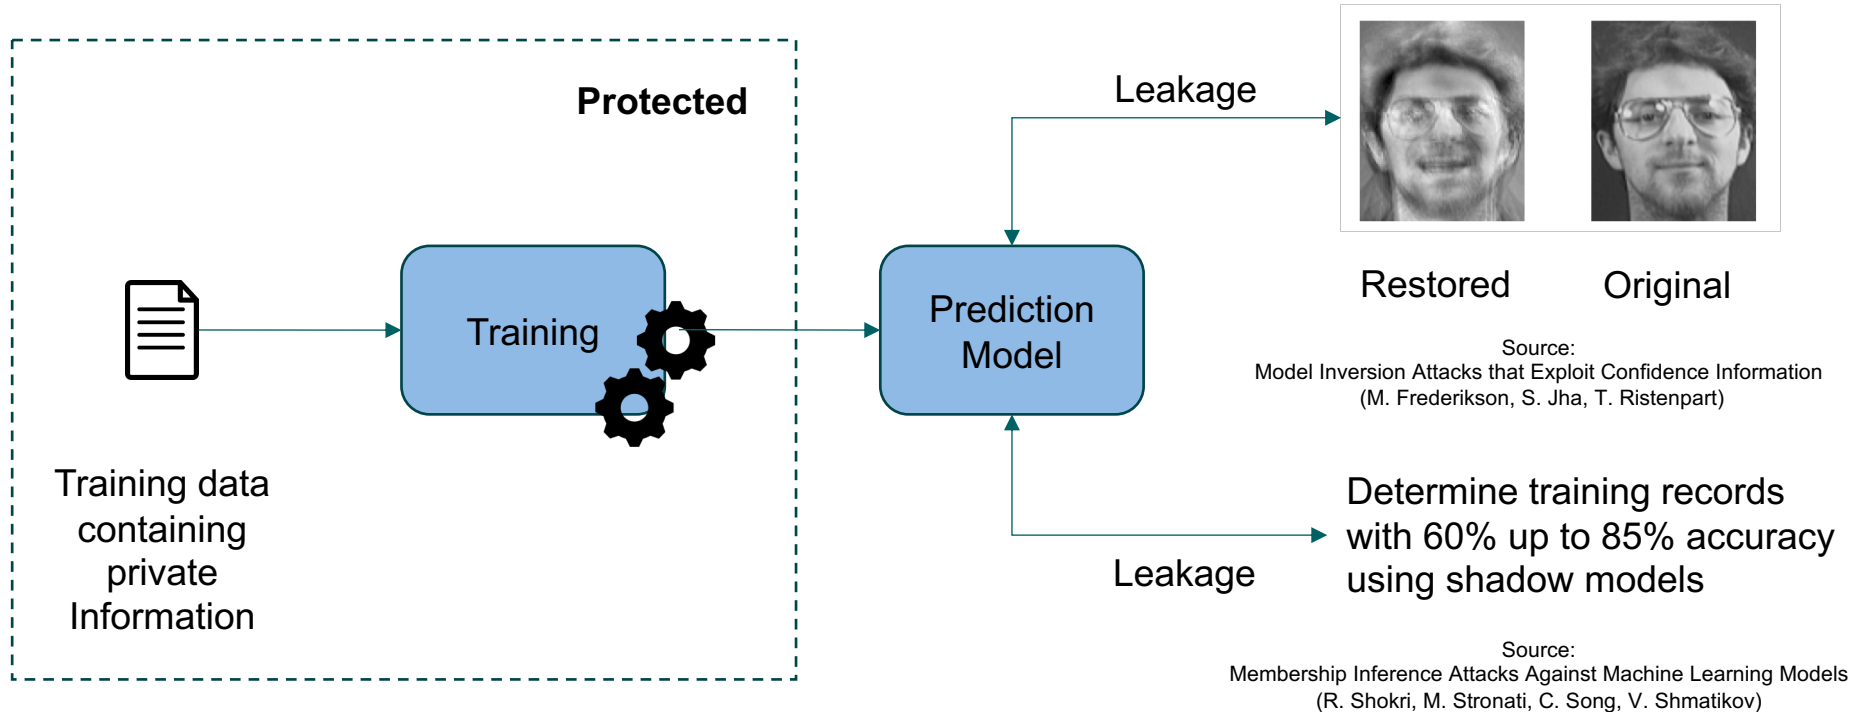 Protected
Leakage
Training
Prediction
Model
Restored
Original
Source:
Model Inversion Attacks that Exploit Confidence Information
(M. Frederikson, S. Jha, T. Ristenpart)
Training data
containing
private
Information
Leakage
Determine training records
with 60% up to 85% accuracy
using shadow models
Source:
Membership Inference Attacks Against Machine Learning Models
(R. Shokri, M. Stronati, C. Song, V. Shmatikov)